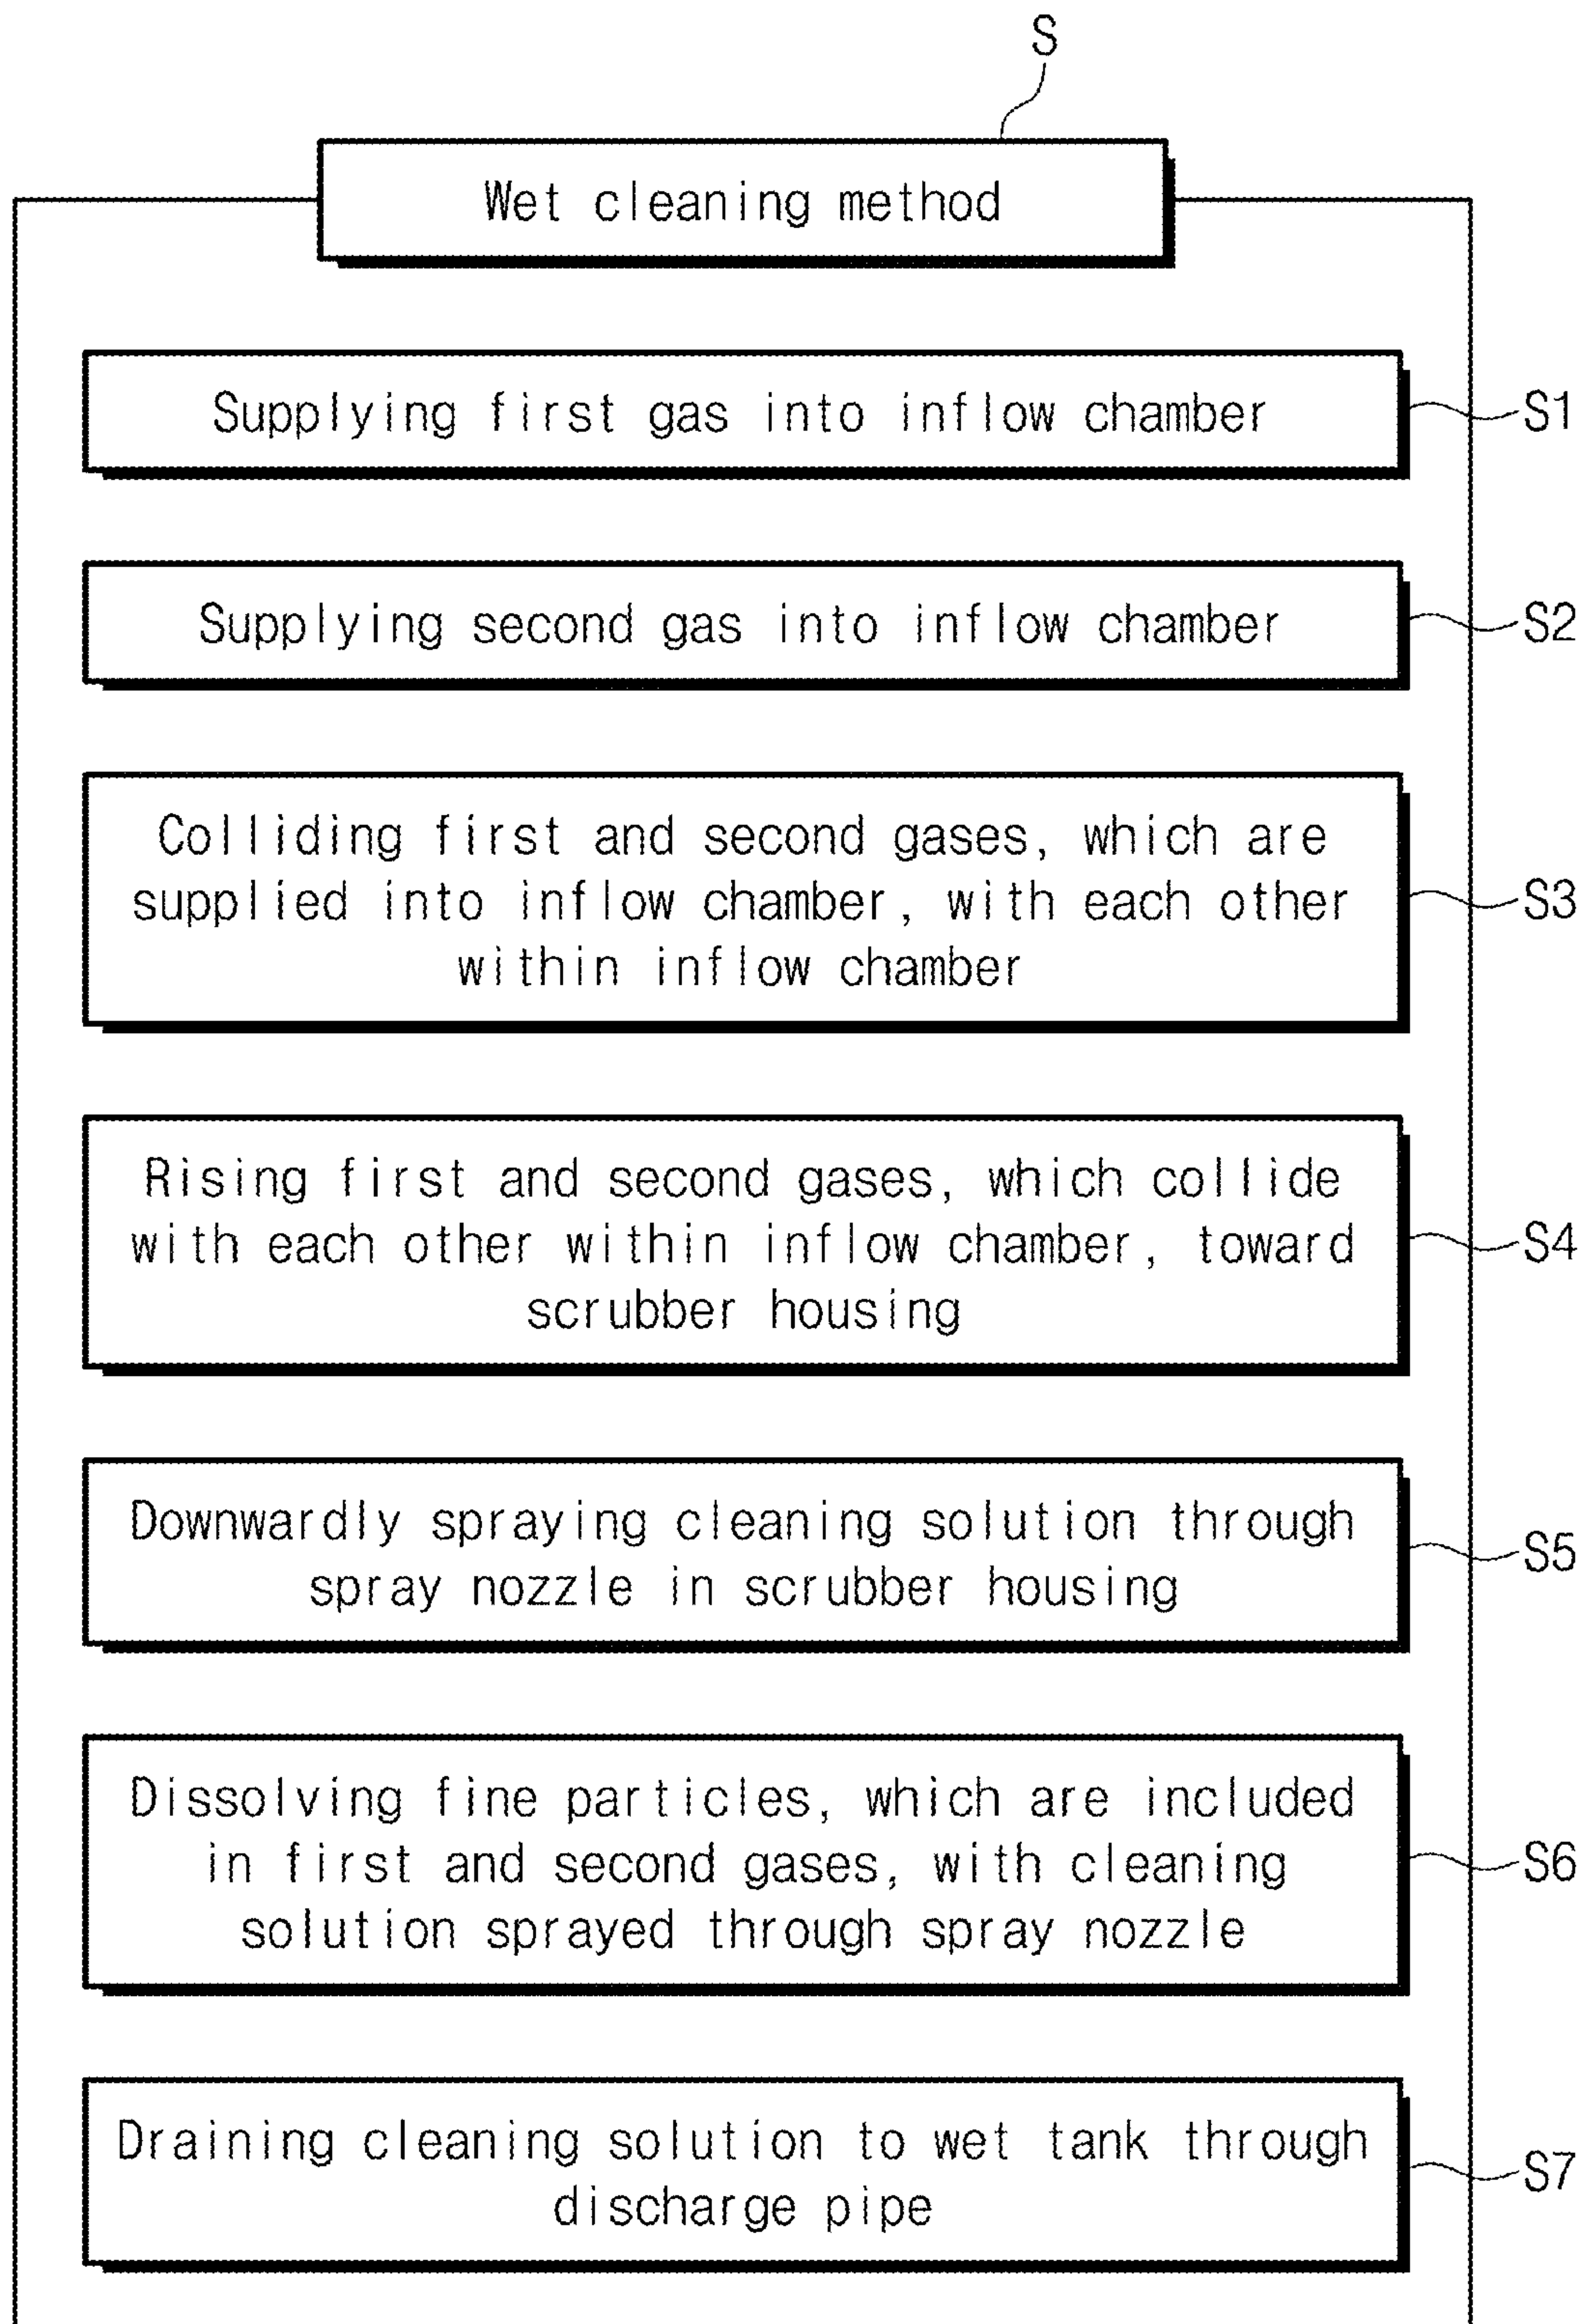 S
Wet cleaning method
Supplying first gas into inflow chamber
S1
Supplying second gas into inflow chamber
S2
Colliding first and second gases, which are
supplied into inflow chamber, with each other
within inflow chamber
S3
Rising first and second gases, which collide
with each other within inflow chamber, toward
scrubber housing
S4
Downwardly spraying cleaning solution through
spray nozzle in scrubber housing
S5
Dissolving fine particles, which are included
in first and second gases, with cleaning
solution sprayed through spray nozzle
S6
Draining cleaning solution to wet tank through
discharge pipe
S7